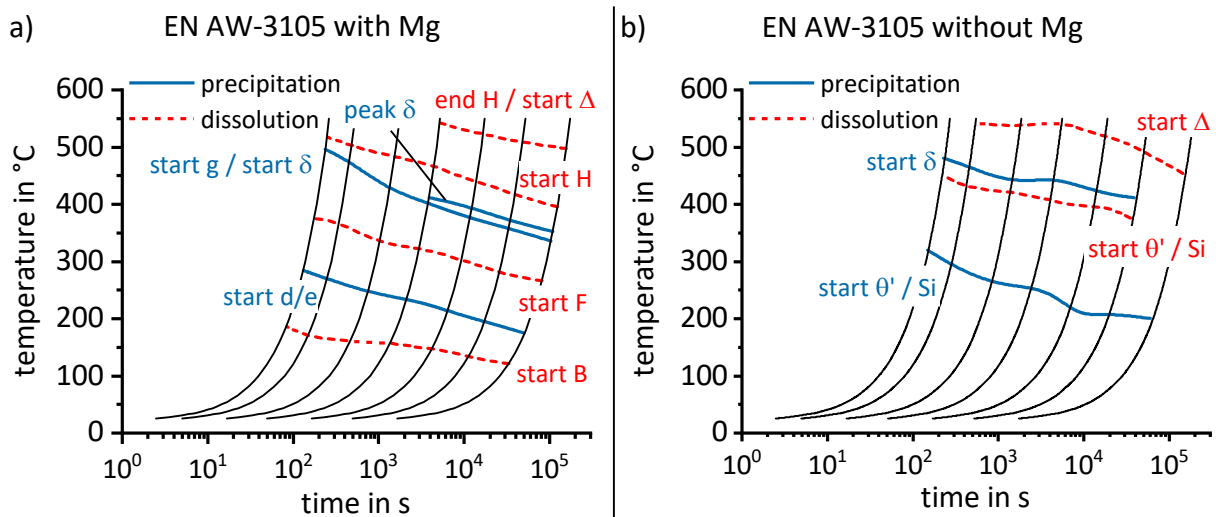 a)
EN AW-3105 with Mg
precipitation
dissolution
peak δ
end H / start Δ
start g / start δ
start H
start d/e
start F
start B
600
500
400
300
200
100
0
temperature in °C
10⁰
10¹
10²
10³
10⁴
10⁵
time in s
b)
EN AW-3105 without Mg
precipitation
dissolution
start Δ
start δ
start θ' / Si
start θ' / Si
600
500
400
300
200
100
0
temperature in °C
10⁰
10¹
10²
10³
10⁴
10⁵
time in s